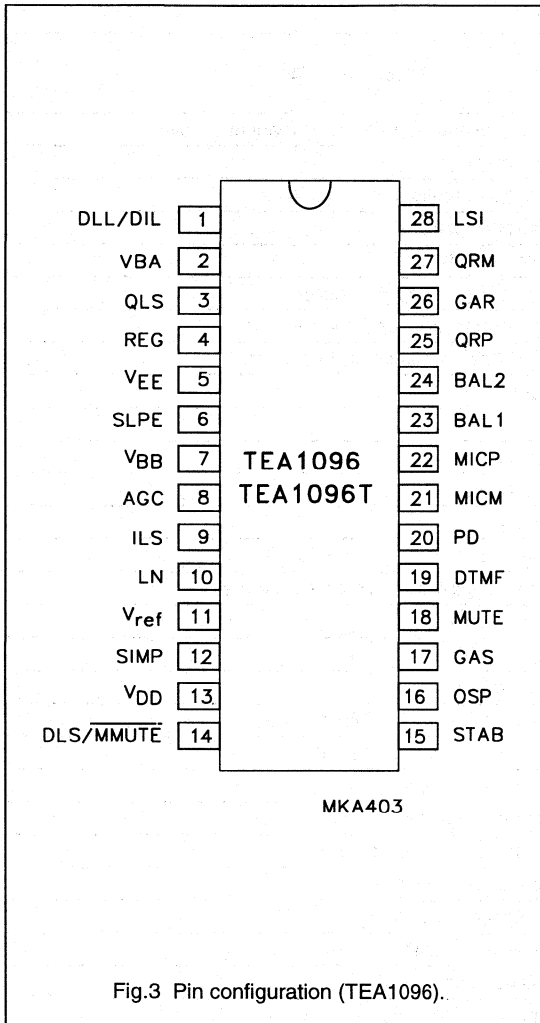 DLL/DIL 1 28 LSI
VBA 2 27 QRM
QLS 3 26 GAR
REG 4 25 QRP
VEE 5 24 BAL2
SLPE 6 23 BAL1
VBB 7 22 MICP
AGC 8 21 MICM
TEA1096
TEA1096T
ILS 9 20 PD
LN 10 19 DTMF
Vref 11 18 MUTE
SIMP 12 17 GAS
VDD 13 16 OSP
DLS/MMUTE 14 15 STAB
MKA403
Fig.3 Pin configuration (TEA1096).